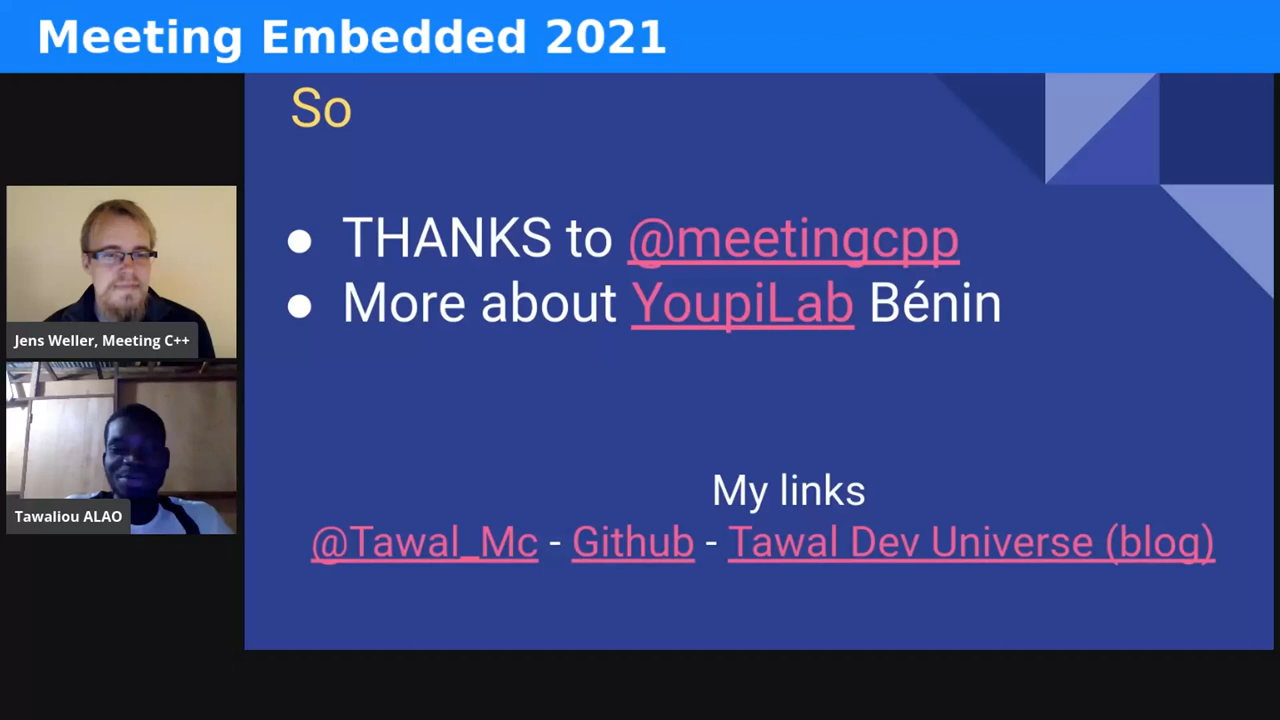 Meeting Embedded 2021
So
● THANKS to @meetingcpp
● More about YoupiLab Bénin
Jens Weller, Meeting C++
Tawaliou ALAO
My links
@Tawal_Mc - Github - Tawal Dev Universe (blog)